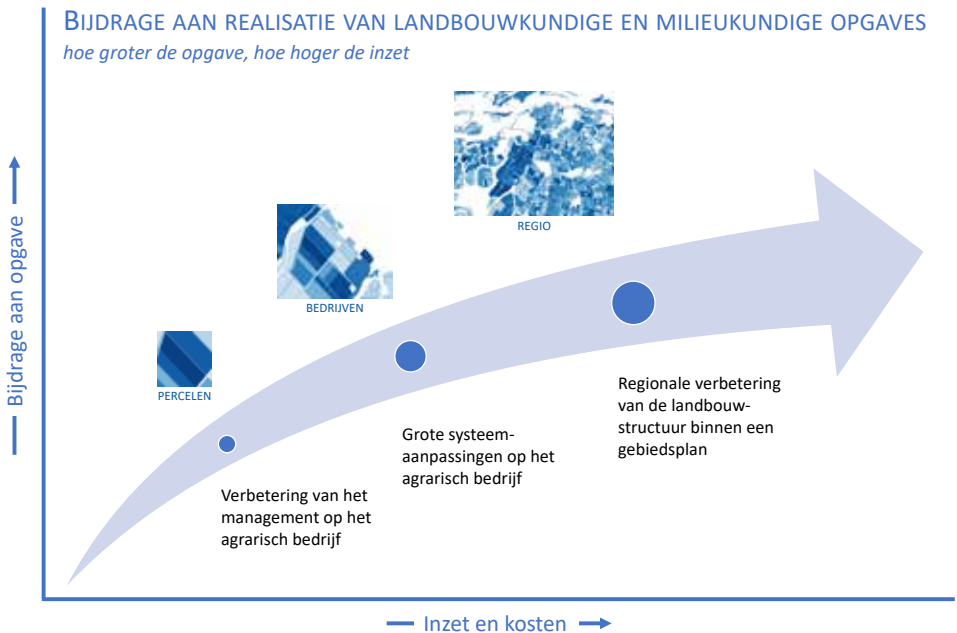 BIJDRAGE AAN REALISATIE VAN LANDBOUWKUNDIGE EN MILIEUKUNDIGE OPGAVES
hoe groter de opgave, hoe hoger de inzet
REGIO
BEDRIJVEN
PERCELEN
Bijdrage aan opgave
Regionale verbetering
van de landbouw-
structuur binnen een
gebiedsplan
Grote systeem-
aanpassingen op het
agrarisch bedrijf
Verbetering van het
management op het
agrarisch bedrijf
Inzet en kosten